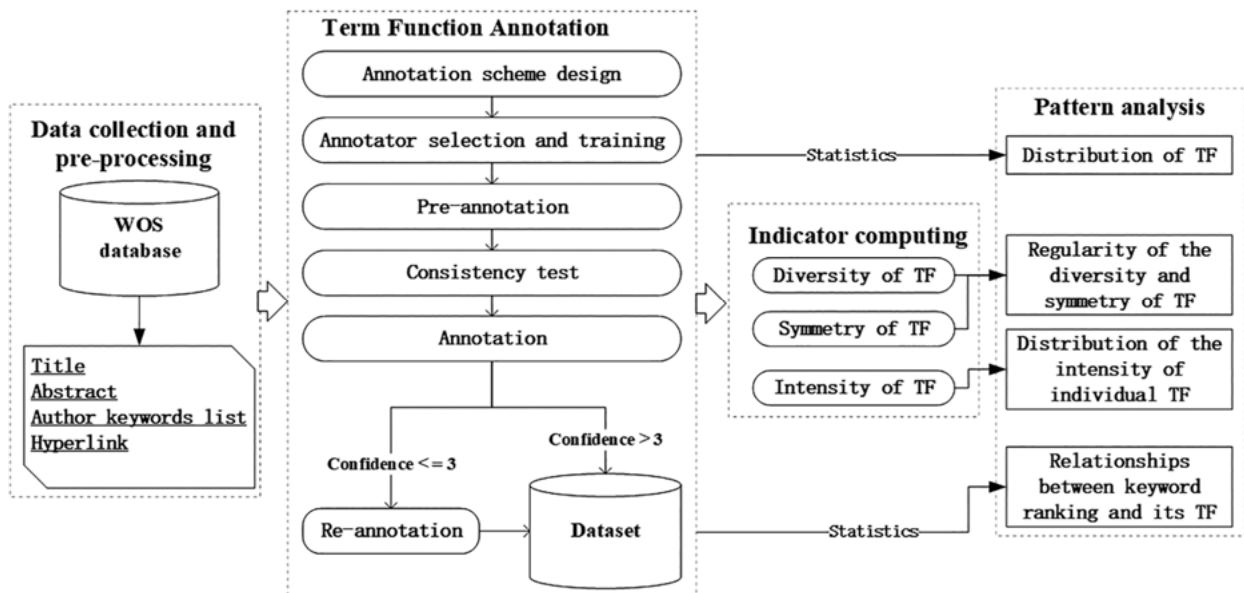 Data collection and
pre-processing
WOS
database
Title
Abstract
Author keywords list
Hyperlink
Term Function Annotation
Annotation scheme design
Annotator selection and training
Pre-annotation
Consistency test
Annotation
Confidence <= 3
Confidence > 3
Re-annotation
Dataset
Statistics
Indicator computing
Diversity of TF
Symmetry of TF
Intensity of TF
Statistics
Pattern analysis
Distribution of TF
Regularity of the
diversity and
symmetry of TF
Distribution of the
intensity of
individual TF
Relationships
between keyword
ranking and its TF